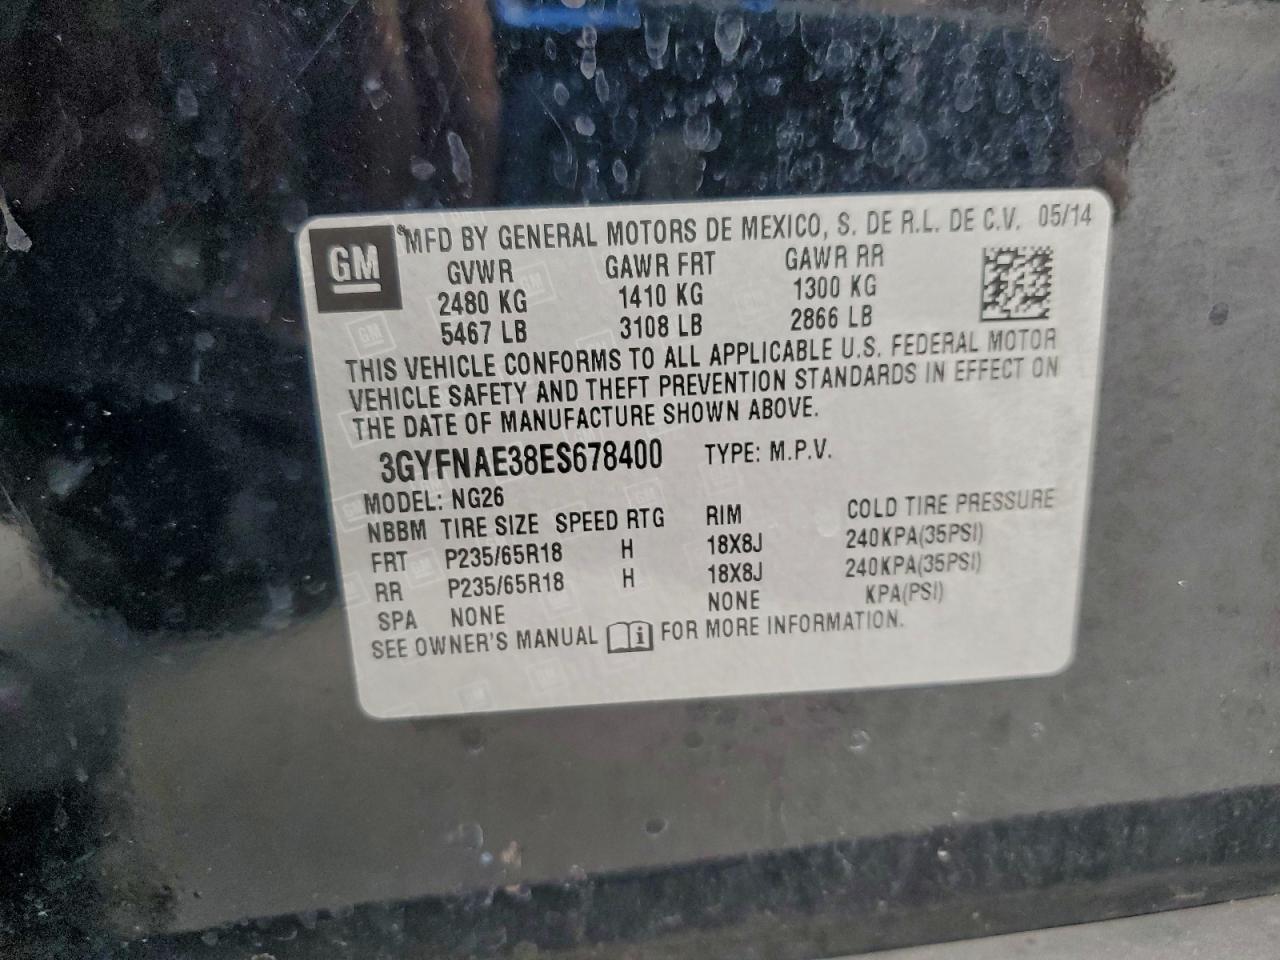 GM
MFD BY GENERAL MOTORS DE MEXICO, S. DE R.L. DE C.V. 05/14
GVWR GAWR FRT GAWR RR
2480 KG 1410 KG 1300 KG
5467 LB 3108 LB 2866 LB
THIS VEHICLE CONFORMS TO ALL APPLICABLE U.S. FEDERAL MOTOR
VEHICLE SAFETY AND THEFT PREVENTION STANDARDS IN EFFECT ON
THE DATE OF MANUFACTURE SHOWN ABOVE.
3GYFNAE38ES678400 TYPE: M.P.V.
MODEL: NG26
NBBM TIRE SIZE SPEED RTG RIM COLD TIRE PRESSURE
FRT P235/65R18 H 18X8J 240KPA(35PSI)
RR P235/65R18 H 18X8J 240KPA(35PSI)
SPA NONE NONE KPA(PSI)
SEE OWNER'S MANUAL FOR MORE INFORMATION.